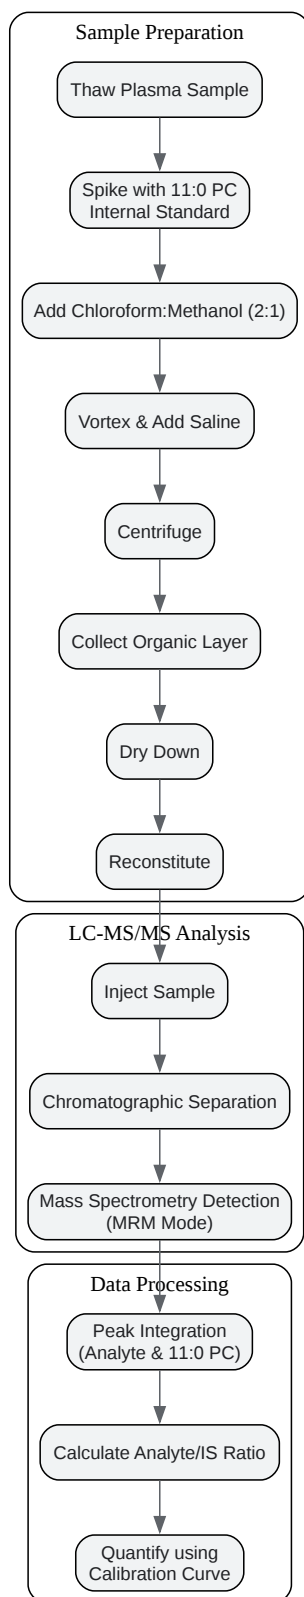 Sample Preparation
Thaw Plasma Sample
Spike with 11:0 PC
Internal Standard
Add Chloroform:Methanol (2:1)
Vortex & Add Saline
Centrifuge
Collect Organic Layer
Dry Down
Reconstitute
LC-MS/MS Analysis
Inject Sample
Chromatographic Separation
Mass Spectrometry Detection
(MRM Mode)
Data Processing
Peak Integration
(Analyte & 11:0 PC)
Calculate Analyte/IS Ratio
Quantify using
Calibration Curve